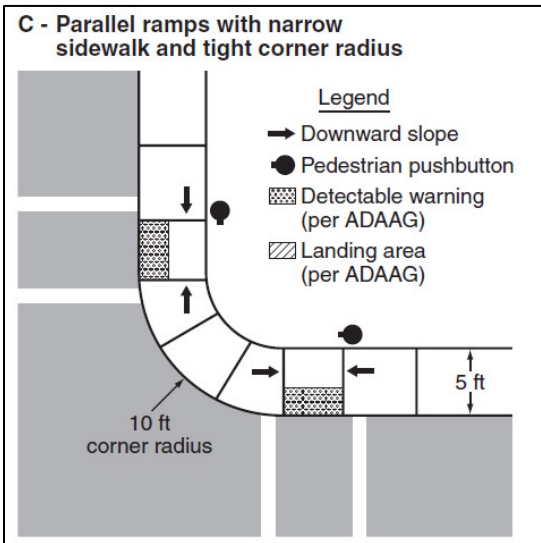 C - Parallel ramps with narrow
sidewalk and tight corner radius
Legend
Downward slope
Pedestrian pushbutton
Detectable warning
(per ADAAG)
Landing area
(per ADAAG)
5 ft
10 ft
corner radius